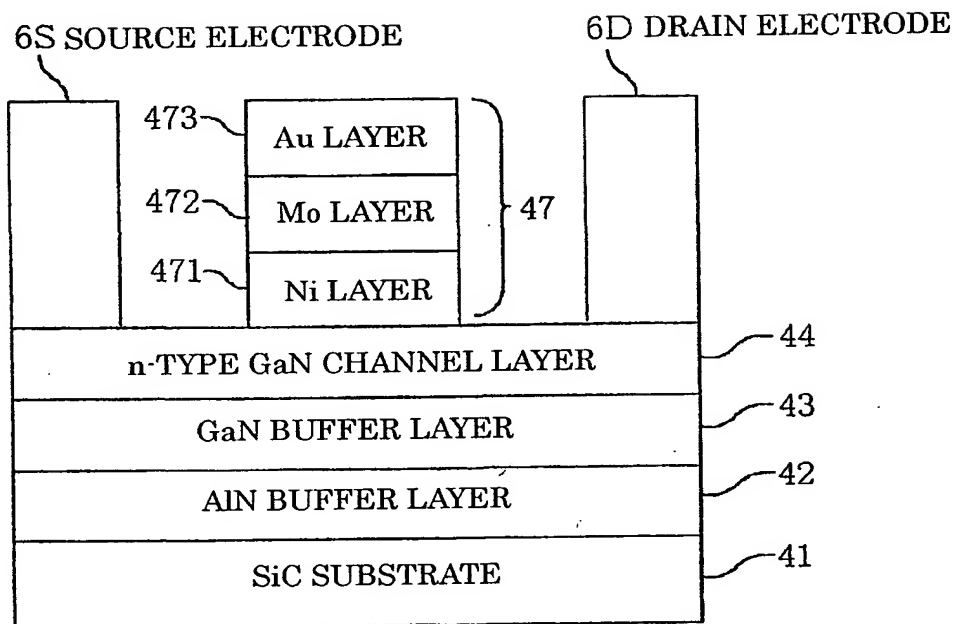 6S SOURCE ELECTRODE
6D DRAIN ELECTRODE
473
Au LAYER
472
Mo LAYER
47
471
Ni LAYER
n-TYPE GaN CHANNEL LAYER
44
GaN BUFFER LAYER
43
AlN BUFFER LAYER
42
SiC SUBSTRATE
41